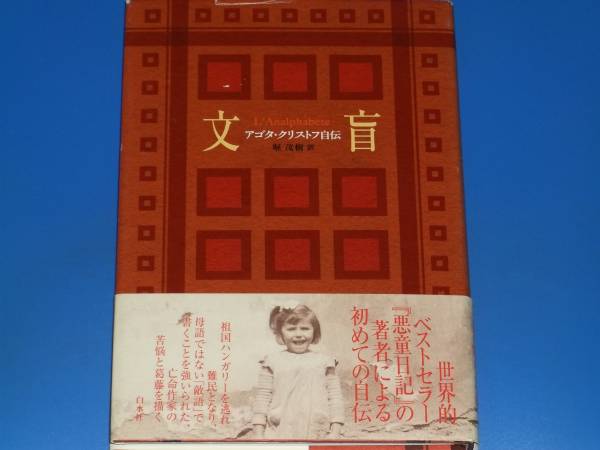 文盲
L'Analphabète
アゴタ・クリストフ自伝
堀茂樹 訳
世界的
ベストセラー
『悪童日記』の
著者による
初めての自伝
祖国ハンガリーを逃れ
難民となり、
母語ではない「敵語」で
書くことを強いられた、
亡命作家の
苦悩と葛藤を描く
白水社